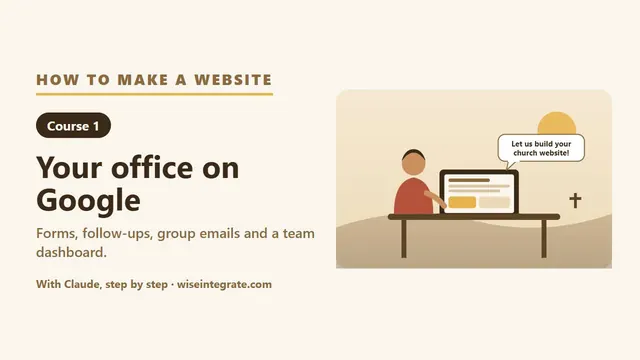 HOW TO MAKE A WEBSITE
Course 1
Your office on
Google
Forms, follow-ups, group emails and a team
dashboard.
With Claude, step by step · wiseintegrate.com
Let us build your
church website!